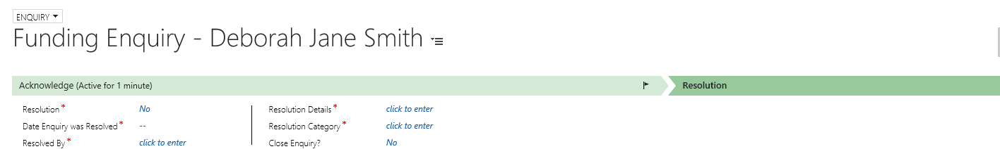 ENQUIRY
Funding Enquiry - Deborah Jane Smith
Acknowledge (Active for 1 minute)
Resolution
Resolution* No
Date Enquiry was Resolved* --
Resolved By* click to enter
Resolution Details* click to enter
Resolution Category* click to enter
Close Enquiry? No